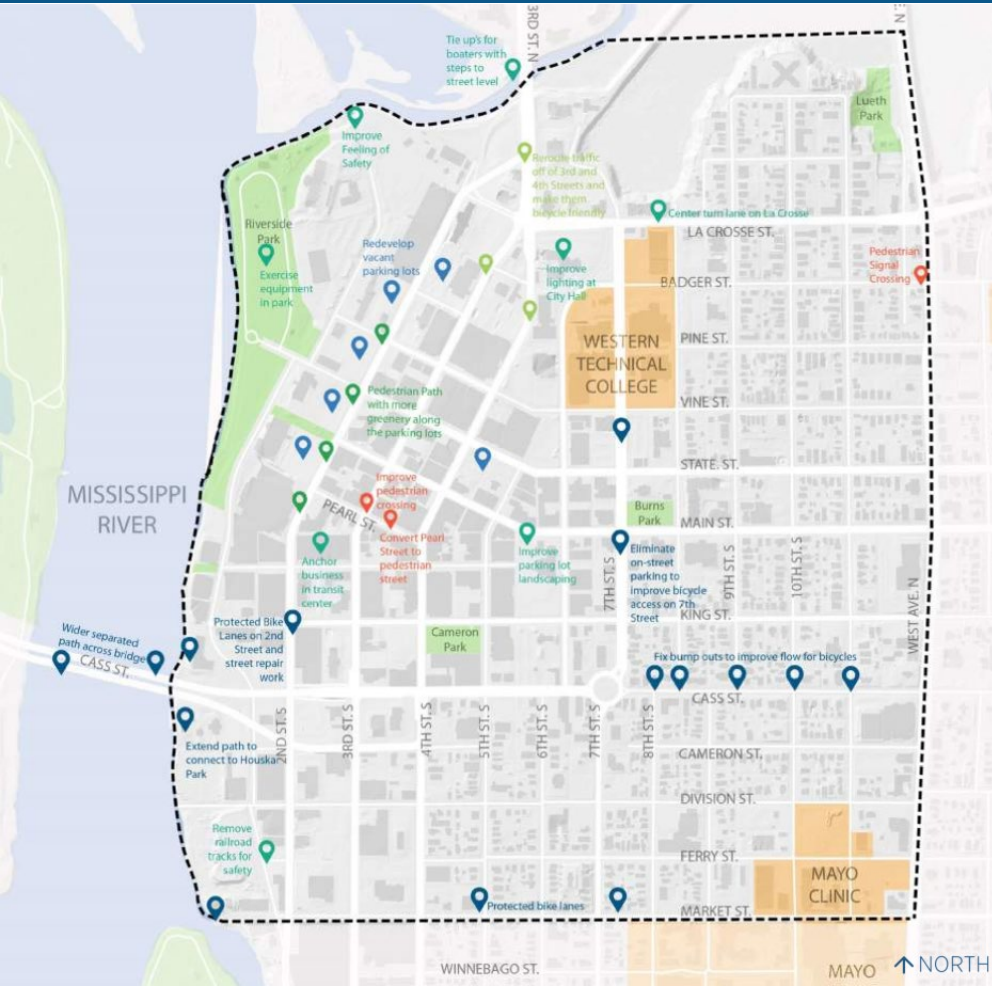 3RD ST. N
E. N
Tie up's for
boaters with
steps to
street level
Lueth
Park
Improve
Feeling of
Safety
Reroute traffic
off of 3rd and
4th Streets and
make them
bicycle friendly
Center turn lane on La Crosse
LA CROSSE ST.
Riverside
Park
Exercise
equipment
in park
Redevelop
vacant
parking lots
Improve
lighting at
City Hall
Pedestrian
Signal
Crossing
BADGER ST.
WESTERN
TECHNICAL
COLLEGE
PINE ST.
VINE ST.
Pedestrian Path
with more
greenery along
the parking lots
STATE. ST.
MISSISSIPPI
RIVER
Improve
pedestrian
crossing
PEARL ST.
Convert Pearl
Street to
pedestrian
street
Burns
Park
MAIN ST.
Anchor
business
in transit
center
Improve
parking lot
landscaping
Eliminate
on-street
parking to
improve bicycle
access on 7th
Street
7TH ST. S
9TH ST. S
10TH ST. S
WEST AVE. N
KING ST.
Protected Bike
Lanes on 2nd
Street and
street repair
work
Cameron
Park
Wider separated
path across bridge
CASS ST.
Fix bump outs to improve flow for bicycles
CASS ST.
Extend path to
connect to Houska
Park
2ND ST. S
3RD ST. S
4TH ST. S
5TH ST. S
6TH ST. S
7TH ST. S
8TH ST. S
CAMERON ST.
DIVISION ST.
Remove
railroad
tracks for
safety
FERRY ST.
MAYO
CLINIC
Protected bike lanes
MARKET ST.
WINNEBAGO ST.
MAYO
NORTH